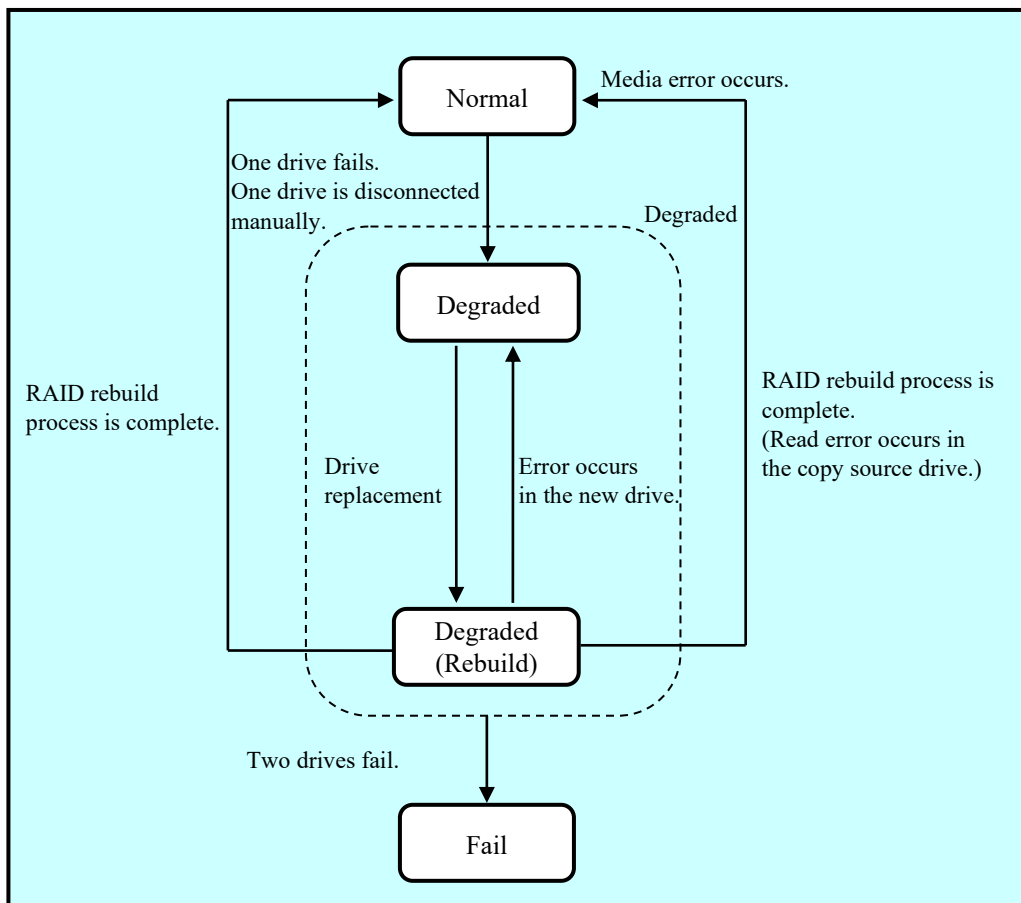 Normal
Media error occurs.
One drive fails.
One drive is disconnected
manually.
Degraded
Degraded
RAID rebuild
process is complete.
RAID rebuild process is
complete.
(Read error occurs in
the copy source drive.)
Drive
replacement
Error occurs
in the new drive.
Degraded
(Rebuild)
Two drives fail.
Fail